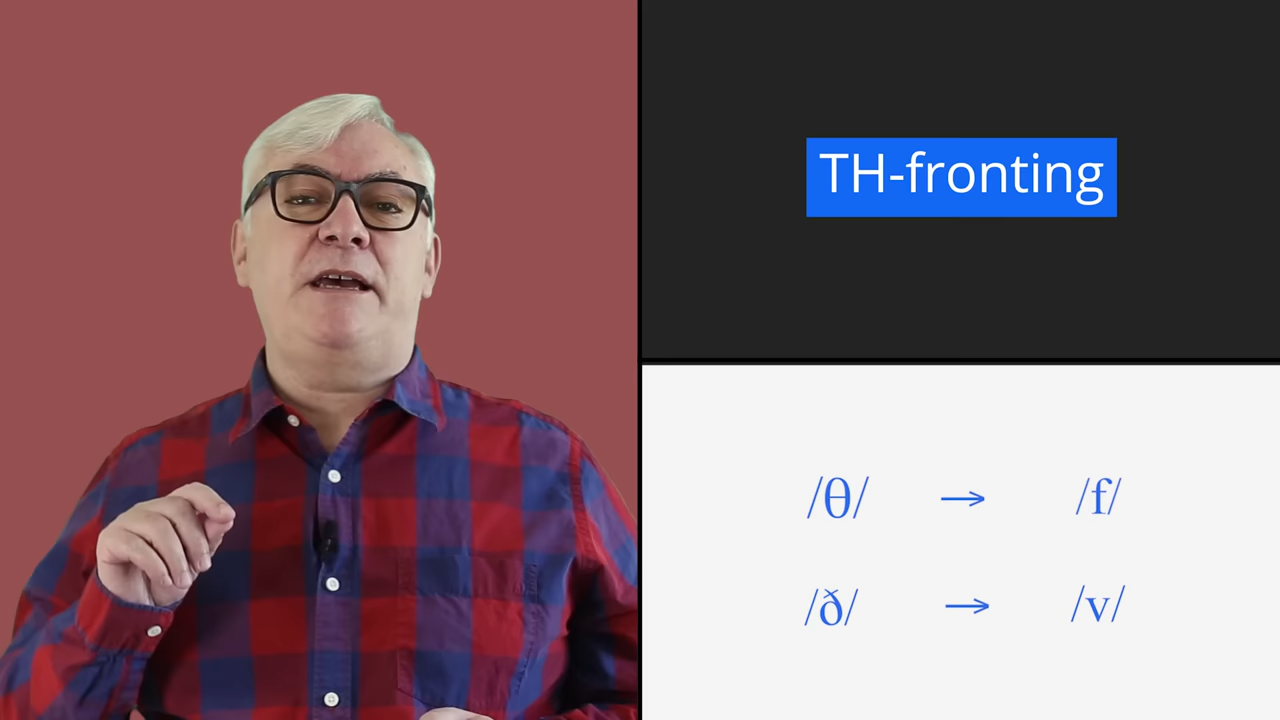 TH-fronting
/θ/ → /f/
/ð/ → /v/